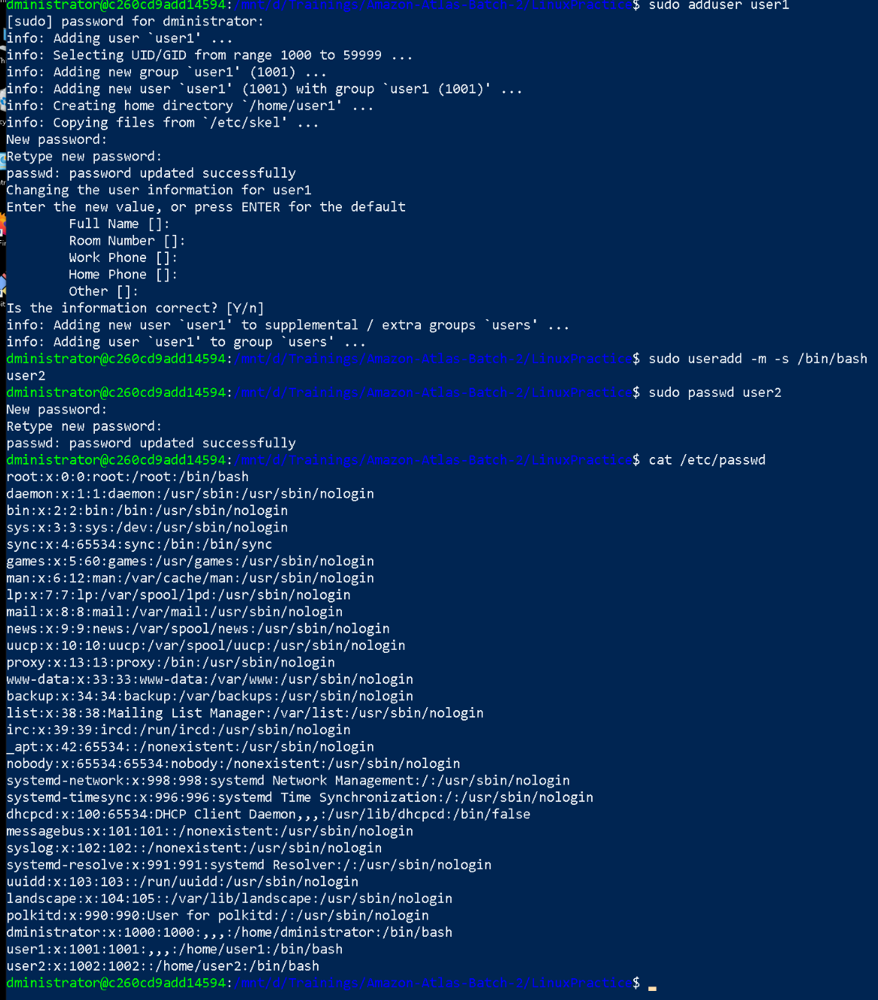 dministrator@c260cd9add14594:/mnt/d/Trainings/Amazon-Atlas-Batch-2/LinuxPractice$ sudo adduser user1
[sudo] password for dministrator:
info: Adding user `user1' ...
info: Selecting UID/GID from range 1000 to 59999 ...
info: Adding new group `user1' (1001) ...
info: Adding new user `user1' (1001) with group `user1 (1001)' ...
info: Creating home directory `/home/user1' ...
info: Copying files from `/etc/skel' ...
New password:
Retype new password:
passwd: password updated successfully
Changing the user information for user1
Enter the new value, or press ENTER for the default
        Full Name []:
        Room Number []:
        Work Phone []:
        Home Phone []:
        Other []:
Is the information correct? [Y/n]
info: Adding new user `user1' to supplemental / extra groups `users' ...
info: Adding user `user1' to group `users' ...
dministrator@c260cd9add14594:/mnt/d/Trainings/Amazon-Atlas-Batch-2/LinuxPractice$ sudo useradd -m -s /bin/bash
user2
dministrator@c260cd9add14594:/mnt/d/Trainings/Amazon-Atlas-Batch-2/LinuxPractice$ sudo passwd user2
New password:
Retype new password:
passwd: password updated successfully
dministrator@c260cd9add14594:/mnt/d/Trainings/Amazon-Atlas-Batch-2/LinuxPractice$ cat /etc/passwd
root:x:0:0:root:/root:/bin/bash
daemon:x:1:1:daemon:/usr/sbin:/usr/sbin/nologin
bin:x:2:2:bin:/bin:/usr/sbin/nologin
sys:x:3:3:sys:/dev:/usr/sbin/nologin
sync:x:4:65534:sync:/bin:/bin/sync
games:x:5:60:games:/usr/games:/usr/sbin/nologin
man:x:6:12:man:/var/cache/man:/usr/sbin/nologin
lp:x:7:7:lp:/var/spool/lpd:/usr/sbin/nologin
mail:x:8:8:mail:/var/mail:/usr/sbin/nologin
news:x:9:9:news:/var/spool/news:/usr/sbin/nologin
uucp:x:10:10:uucp:/var/spool/uucp:/usr/sbin/nologin
proxy:x:13:13:proxy:/bin:/usr/sbin/nologin
www-data:x:33:33:www-data:/var/www:/usr/sbin/nologin
backup:x:34:34:backup:/var/backups:/usr/sbin/nologin
list:x:38:38:Mailing List Manager:/var/list:/usr/sbin/nologin
irc:x:39:39:ircd:/run/ircd:/usr/sbin/nologin
_apt:x:42:65534::/nonexistent:/usr/sbin/nologin
nobody:x:65534:65534:nobody:/nonexistent:/usr/sbin/nologin
systemd-network:x:998:998:systemd Network Management:/:/usr/sbin/nologin
systemd-timesync:x:996:996:systemd Time Synchronization:/:/usr/sbin/nologin
dhcpcd:x:100:65534:DHCP Client Daemon,,,:/usr/lib/dhcpcd:/bin/false
messagebus:x:101:101::/nonexistent:/usr/sbin/nologin
syslog:x:102:102::/nonexistent:/usr/sbin/nologin
systemd-resolve:x:991:991:systemd Resolver:/:/usr/sbin/nologin
uuidd:x:103:103::/run/uuidd:/usr/sbin/nologin
landscape:x:104:105::/var/lib/landscape:/usr/sbin/nologin
polkitd:x:990:990:User for polkitd:/:/usr/sbin/nologin
dministrator:x:1000:1000:,,,:/home/dministrator:/bin/bash
user1:x:1001:1001:,,,:/home/user1:/bin/bash
user2:x:1002:1002::/home/user2:/bin/bash
dministrator@c260cd9add14594:/mnt/d/Trainings/Amazon-Atlas-Batch-2/LinuxPractice$